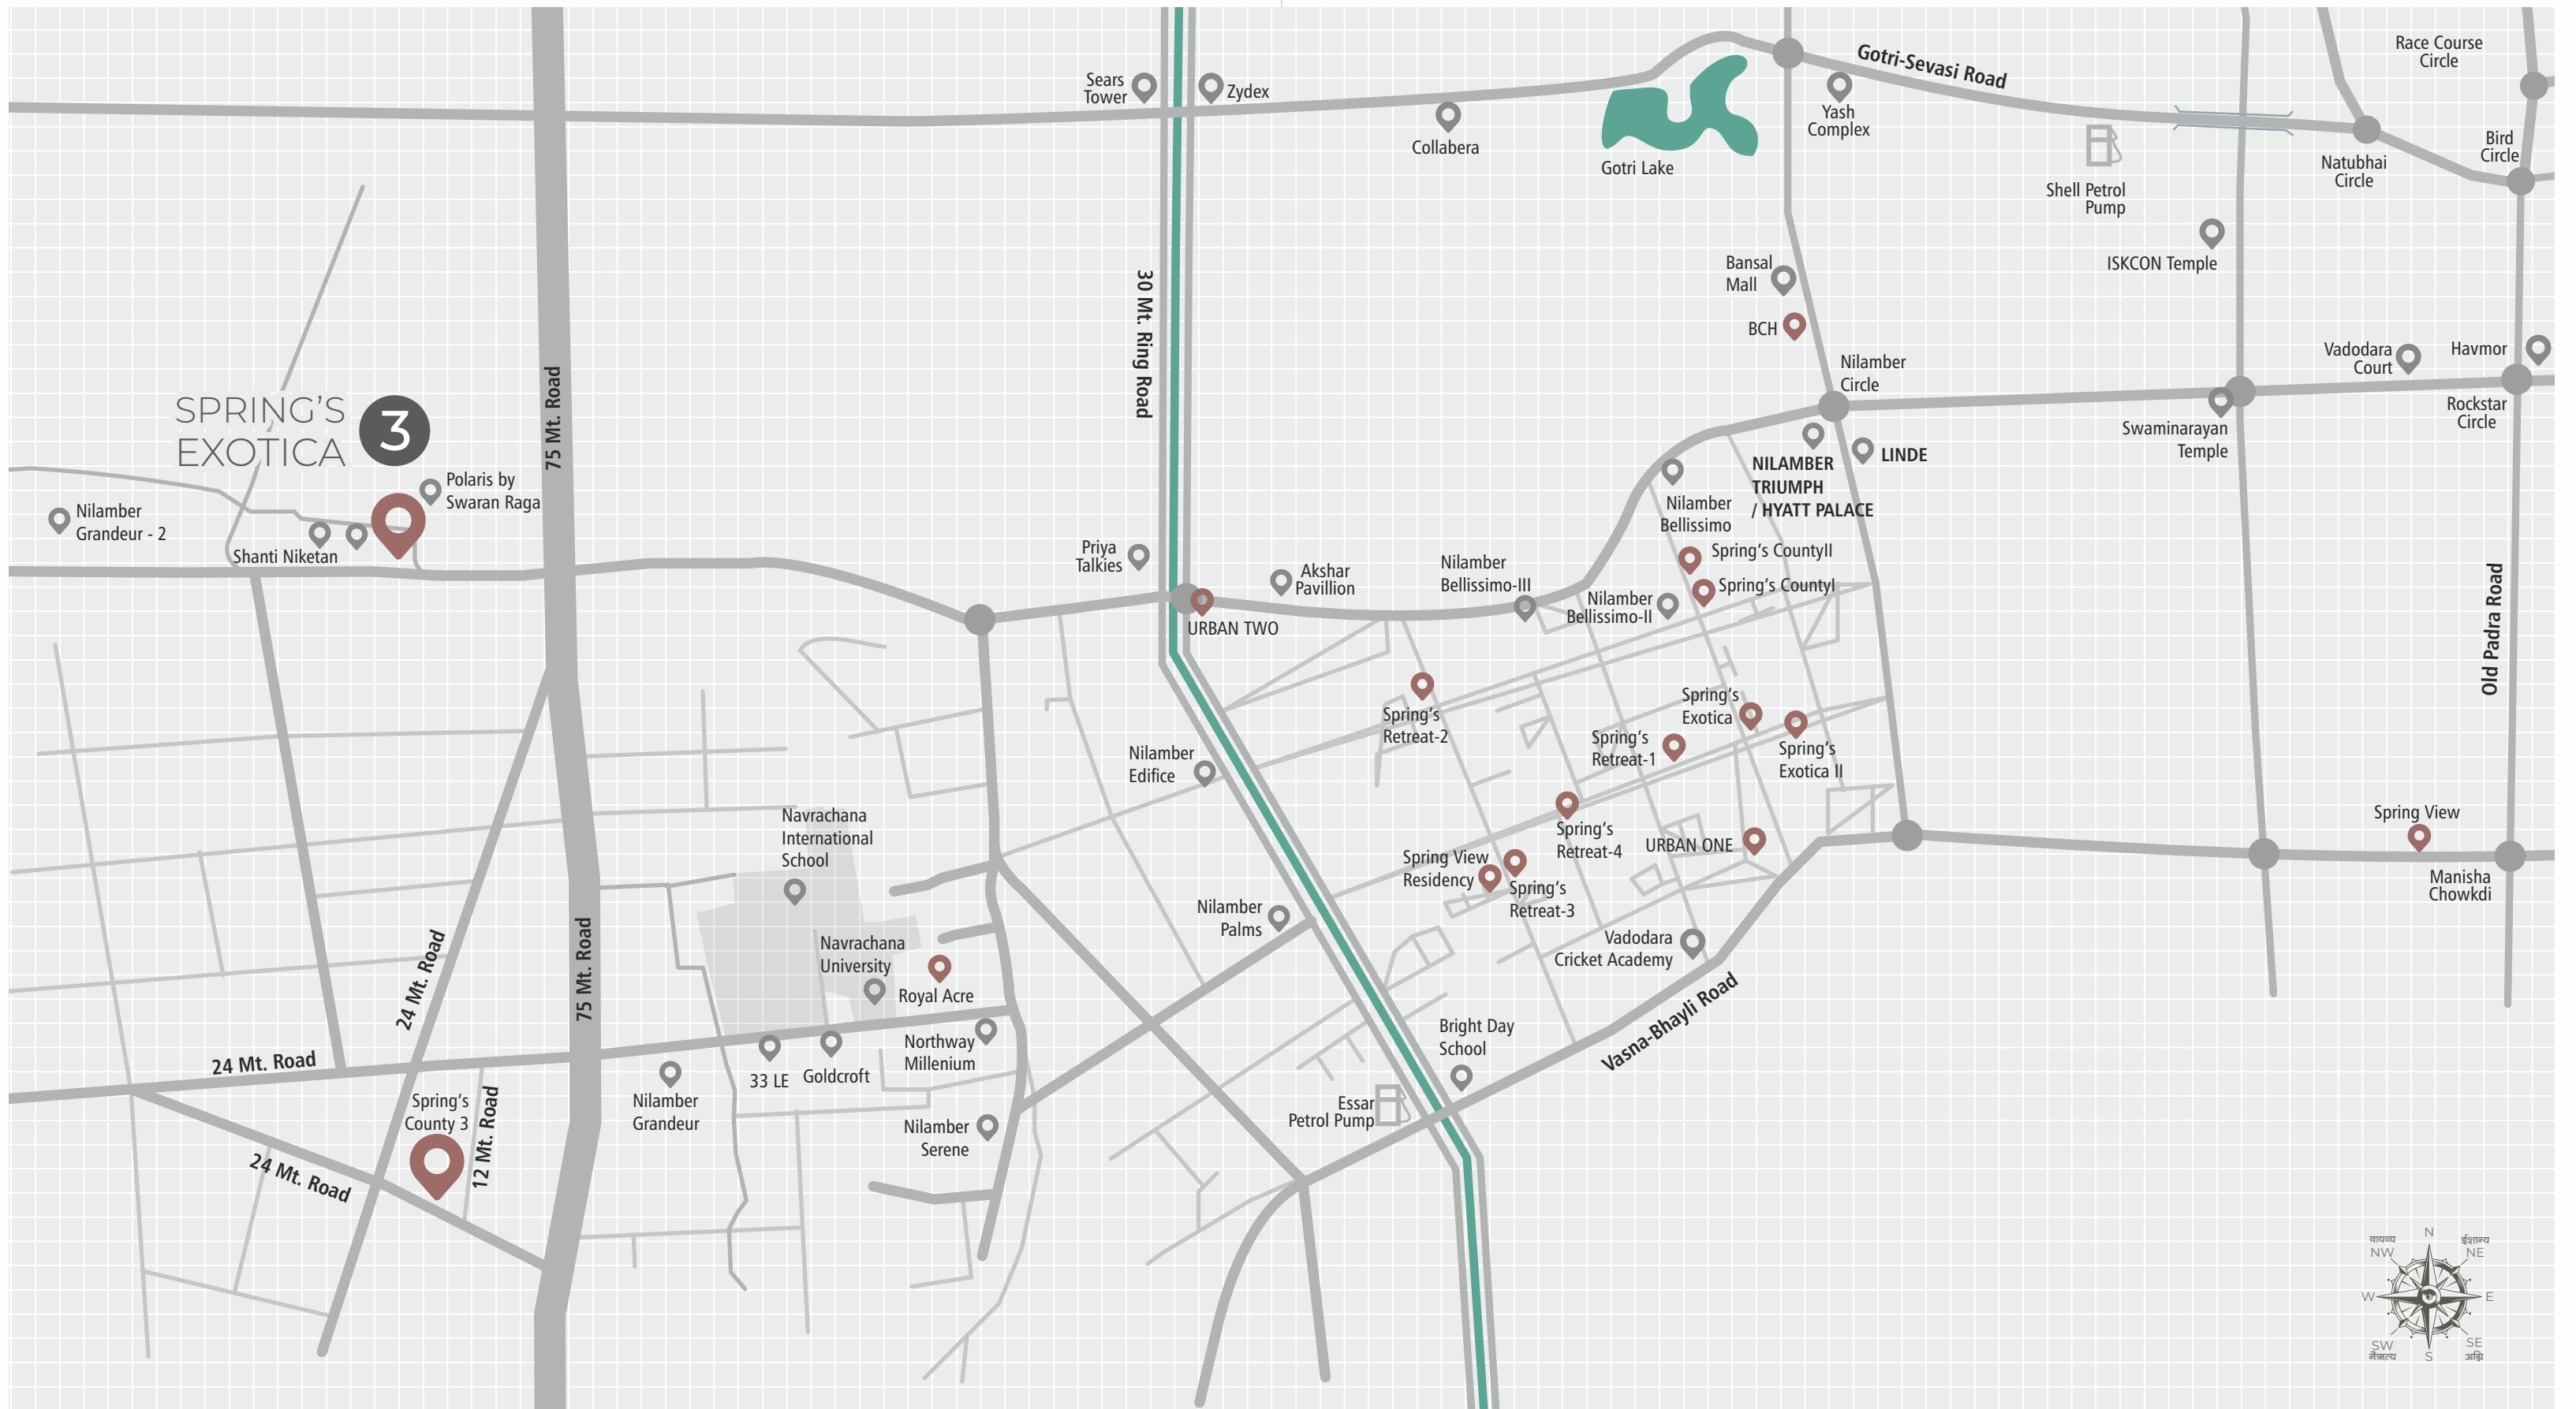 Race Course
Circle
Gotri-Sevasi Road
Sears
Tower
Zydex
Yash
Complex
Collabera
Gotri Lake
Bird
Circle
Natubhai
Circle
Shell Petrol
Pump
ISKCON Temple
30 Mt. Ring Road
Bansal
Mall
BCH
Nilamber
Circle
Vadodara
Court
Havmor
Rockstar
Circle
Swaminarayan
Temple
75 Mt. Road
SPRING'S
EXOTICA
3
Polaris by
Swaran Raga
Nilamber
Grandeur - 2
Shanti Niketan
LINDE
NILAMBER
TRIUMPH
/ HYATT PALACE
Nilamber
Bellissimo
Priya
Talkies
Akshar
Pavillion
Nilamber
Bellissimo-III
Spring's CountyII
Spring's CountyI
Nilamber
Bellissimo-II
URBAN TWO
Old Padra Road
Spring's
Retreat-2
Spring's
Exotica
Spring's
Retreat-1
Spring's
Exotica II
Nilamber
Edifice
Navrachana
International
School
Spring's
Retreat-4
URBAN ONE
Spring View
Spring View
Residency
Spring's
Retreat-3
Manisha
Chowkdi
Nilamber
Palms
Navrachana
University
Royal Acre
Vadodara
Cricket Academy
24 Mt. Road
75 Mt. Road
Vasna-Bhayli Road
Northway
Millenium
Bright Day
School
24 Mt. Road
33 LE
Goldcroft
Nilamber
Grandeur
Spring's
County 3
12 Mt. Road
24 Mt. Road
Nilamber
Serene
Essar
Petrol Pump
N
वायव्य
NW
ईशान्य
NE
W
E
SW
नैऋत्य
S
SE
अग्नि